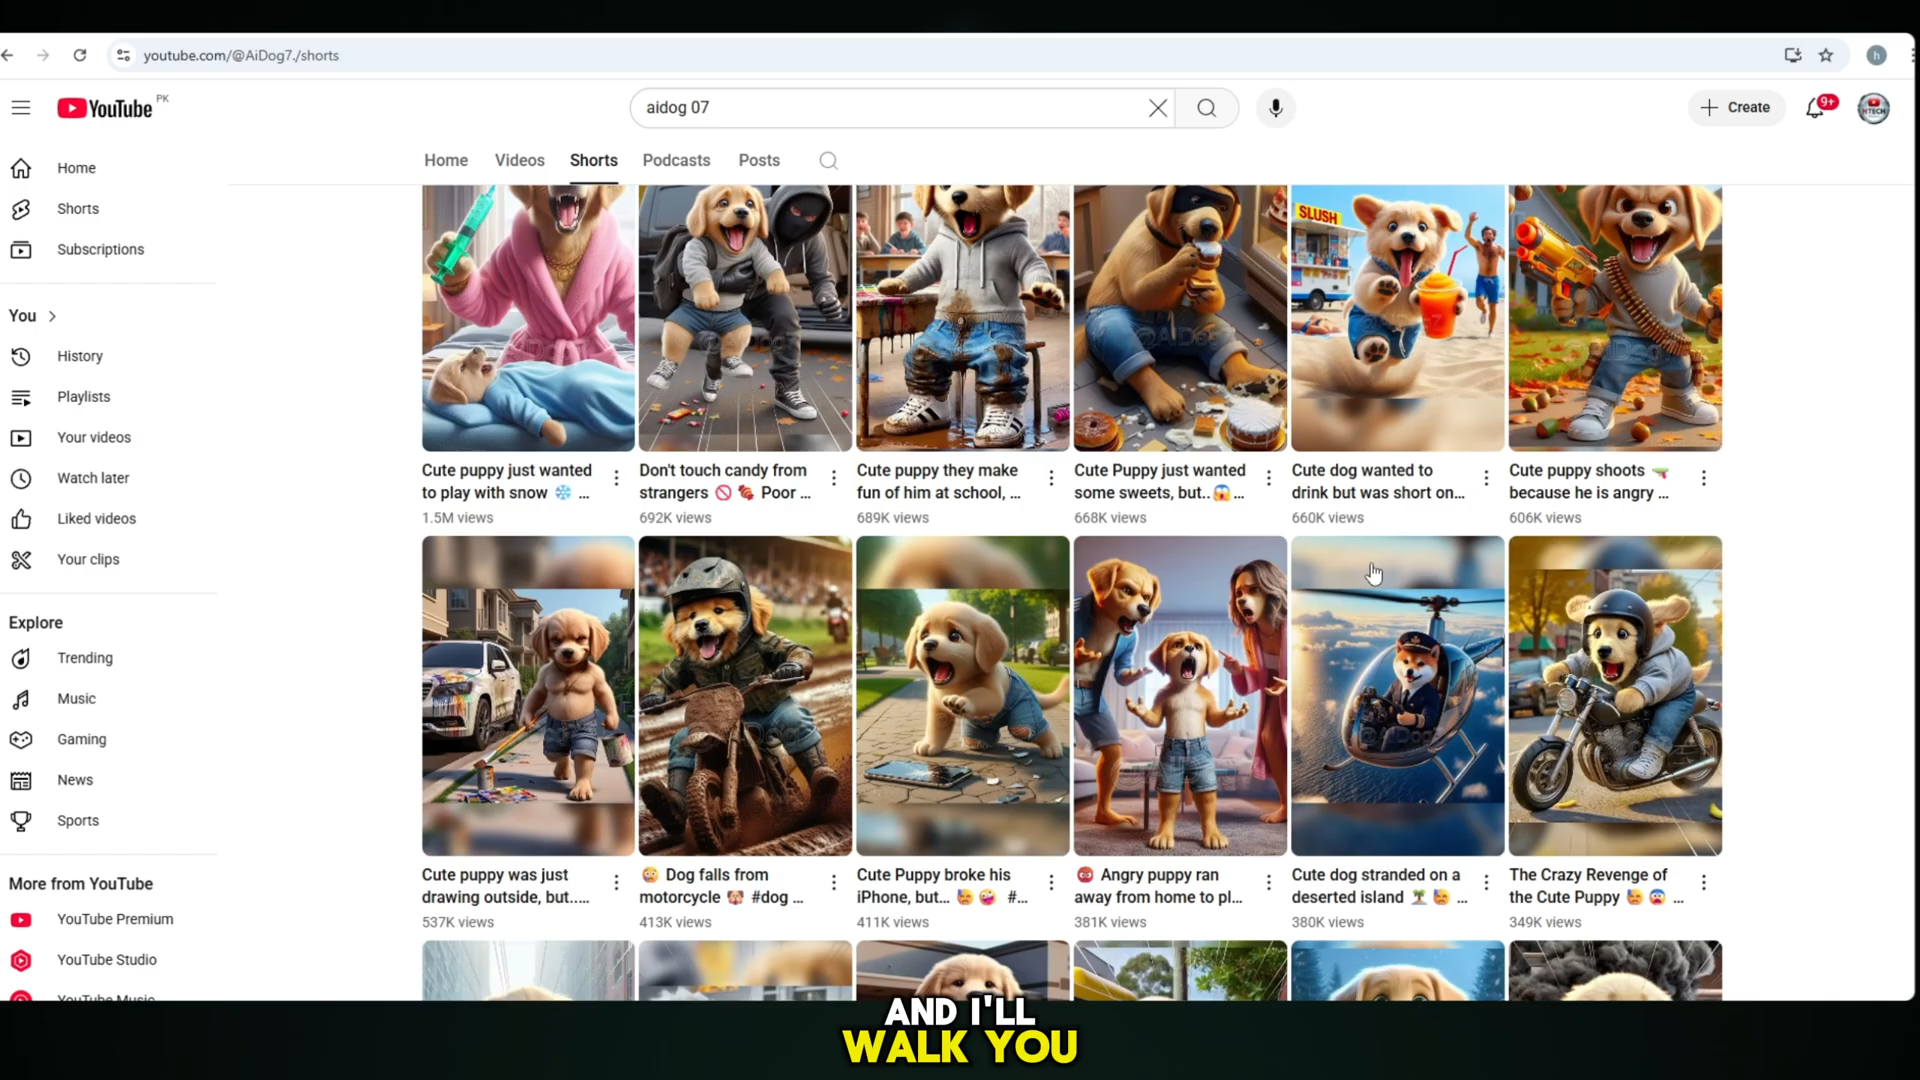 youtube.com/@AiDog7./shorts
h
YouTube PK
aidog 07
Create
9+
HTECH
Home
Videos
Shorts
Podcasts
Posts
Home
Shorts
Subscriptions
You
History
Playlists
Your videos
Watch later
Liked videos
Your clips
Explore
Trending
Music
Gaming
News
Sports
More from YouTube
YouTube Premium
YouTube Studio
YouTube Music
SLUSH
@AiDog
Cute puppy just wanted
to play with snow ❄️ ...
1.5M views
Don't touch candy from
strangers 🚫 🍬 Poor ...
692K views
Cute puppy they make
fun of him at school, ...
689K views
Cute Puppy just wanted
some sweets, but..😱 ...
668K views
Cute dog wanted to
drink but was short on...
660K views
Cute puppy shoots 🔫
because he is angry ...
606K views
Cute puppy was just
drawing outside, but.....
537K views
Dog falls from
motorcycle 🐶 #dog ...
413K views
Cute Puppy broke his
iPhone, but... 😓 🤪 #...
411K views
😡 Angry puppy ran
away from home to pl...
381K views
Cute dog stranded on a
deserted island 🏝️ 😓 ...
380K views
The Crazy Revenge of
the Cute Puppy 😓 😨 ...
349K views
AND I'LL
WALK YOU